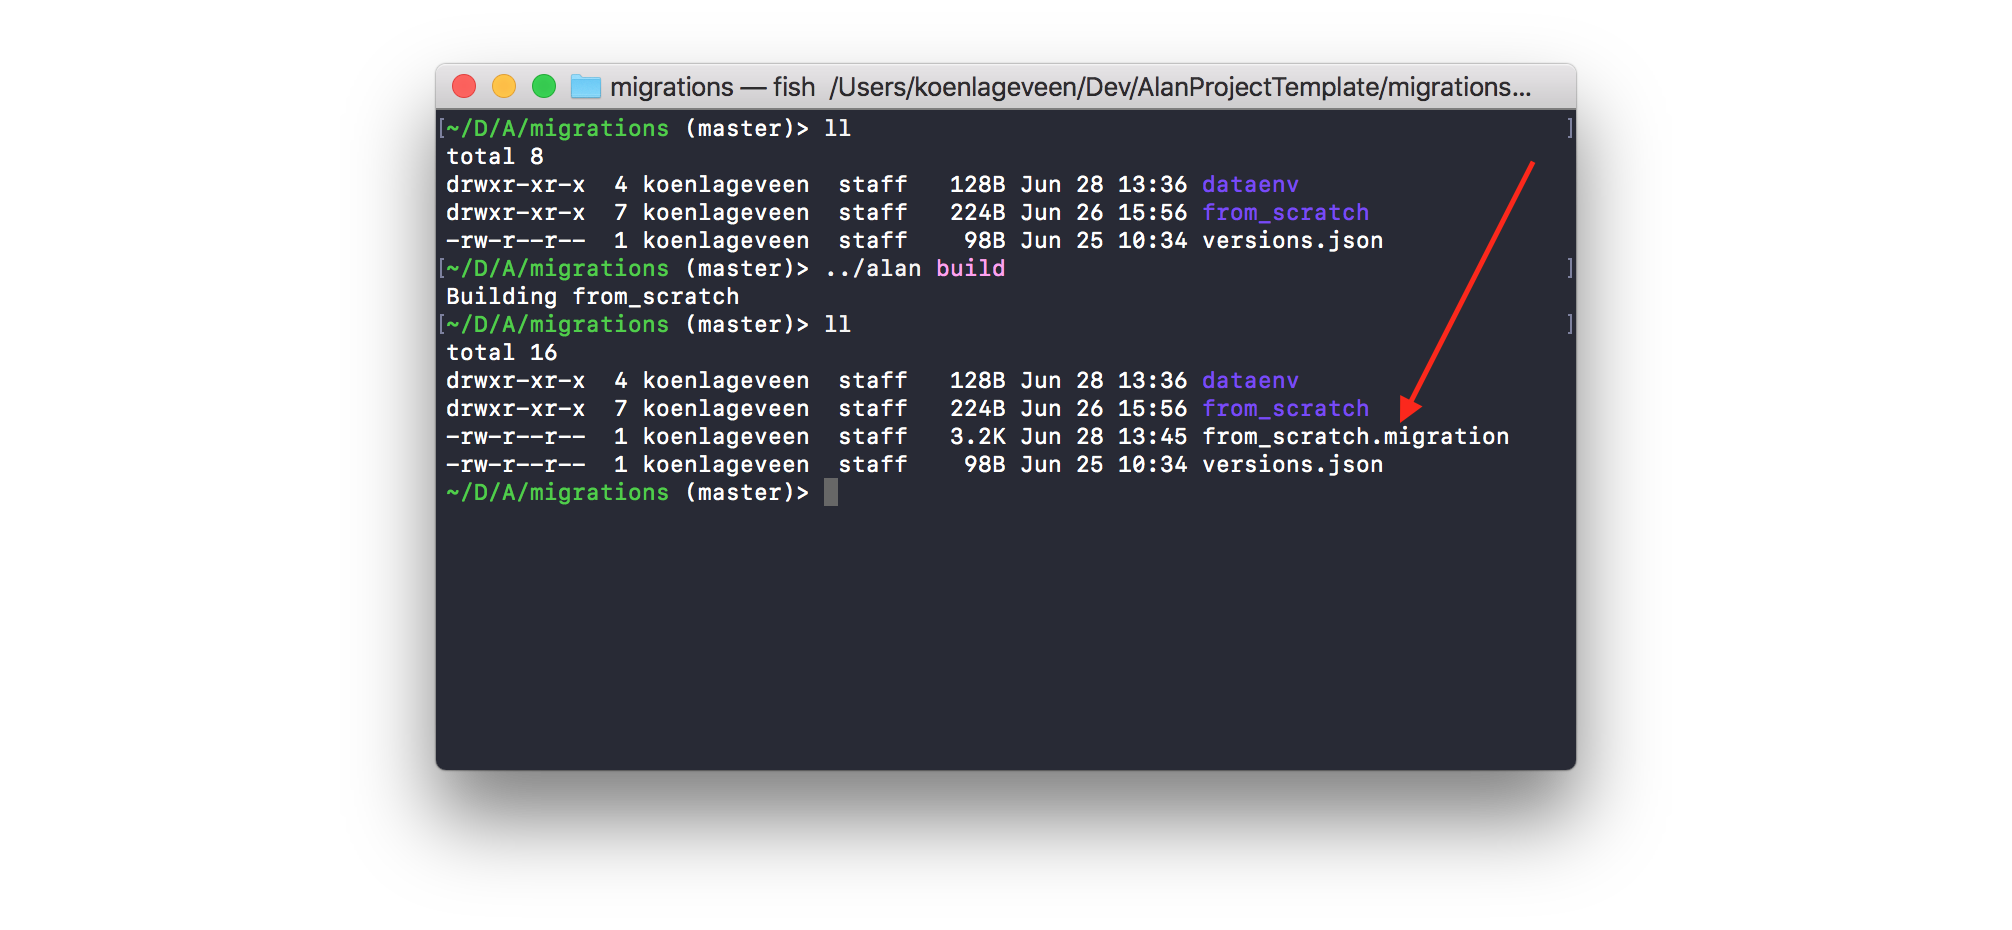 migrations — fish  /Users/koenlageveen/Dev/AlanProjectTemplate/migrations...
[~/D/A/migrations (master)> ll ]
total 8
drwxr-xr-x  4 koenlageveen  staff   128B Jun 28 13:36 dataenv
drwxr-xr-x  7 koenlageveen  staff   224B Jun 26 15:56 from_scratch
-rw-r--r--  1 koenlageveen  staff    98B Jun 25 10:34 versions.json
[~/D/A/migrations (master)> ../alan build ]
Building from_scratch
[~/D/A/migrations (master)> ll ]
total 16
drwxr-xr-x  4 koenlageveen  staff   128B Jun 28 13:36 dataenv
drwxr-xr-x  7 koenlageveen  staff   224B Jun 26 15:56 from_scratch
-rw-r--r--  1 koenlageveen  staff   3.2K Jun 28 13:45 from_scratch.migration
-rw-r--r--  1 koenlageveen  staff    98B Jun 25 10:34 versions.json
~/D/A/migrations (master)>